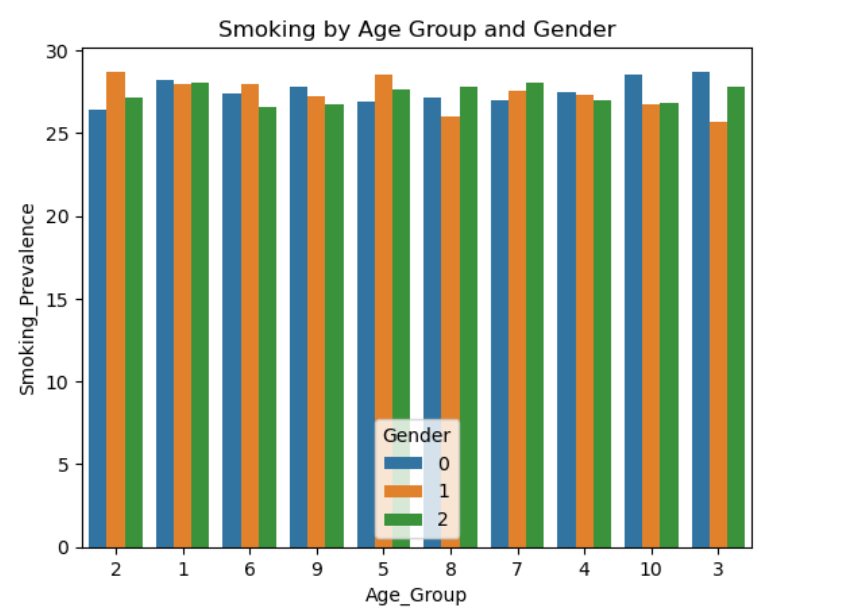 Smoking by Age Group and Gender
Smoking_Prevalence
30
25
20
15
10
5
0
Gender
0
1
2
2 1 6 9 5 8 7 4 10 3
Age_Group